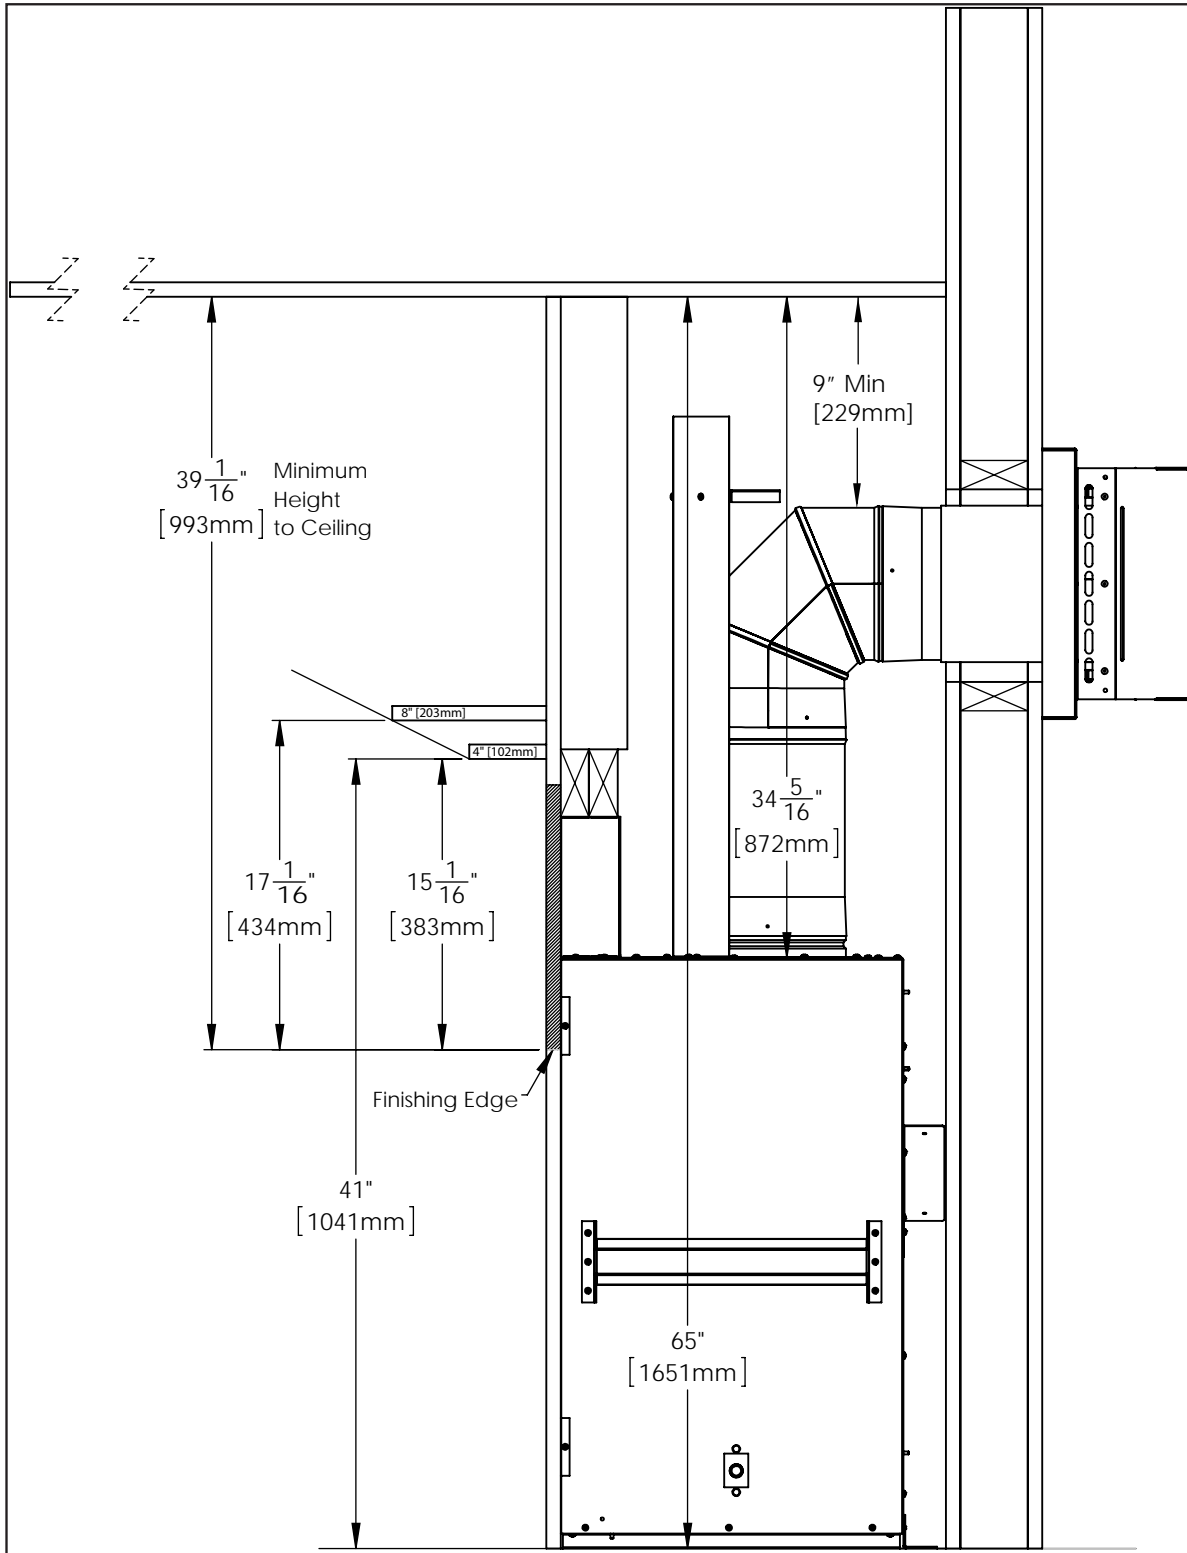 9" Min
[229mm]
39 1/16"
[993mm]
Minimum
Height
to Ceiling
8" [203mm]
4" [102mm]
34 5/16"
[872mm]
17 1/16"
[434mm]
15 1/16"
[383mm]
Finishing Edge
41"
[1041mm]
65"
[1651mm]